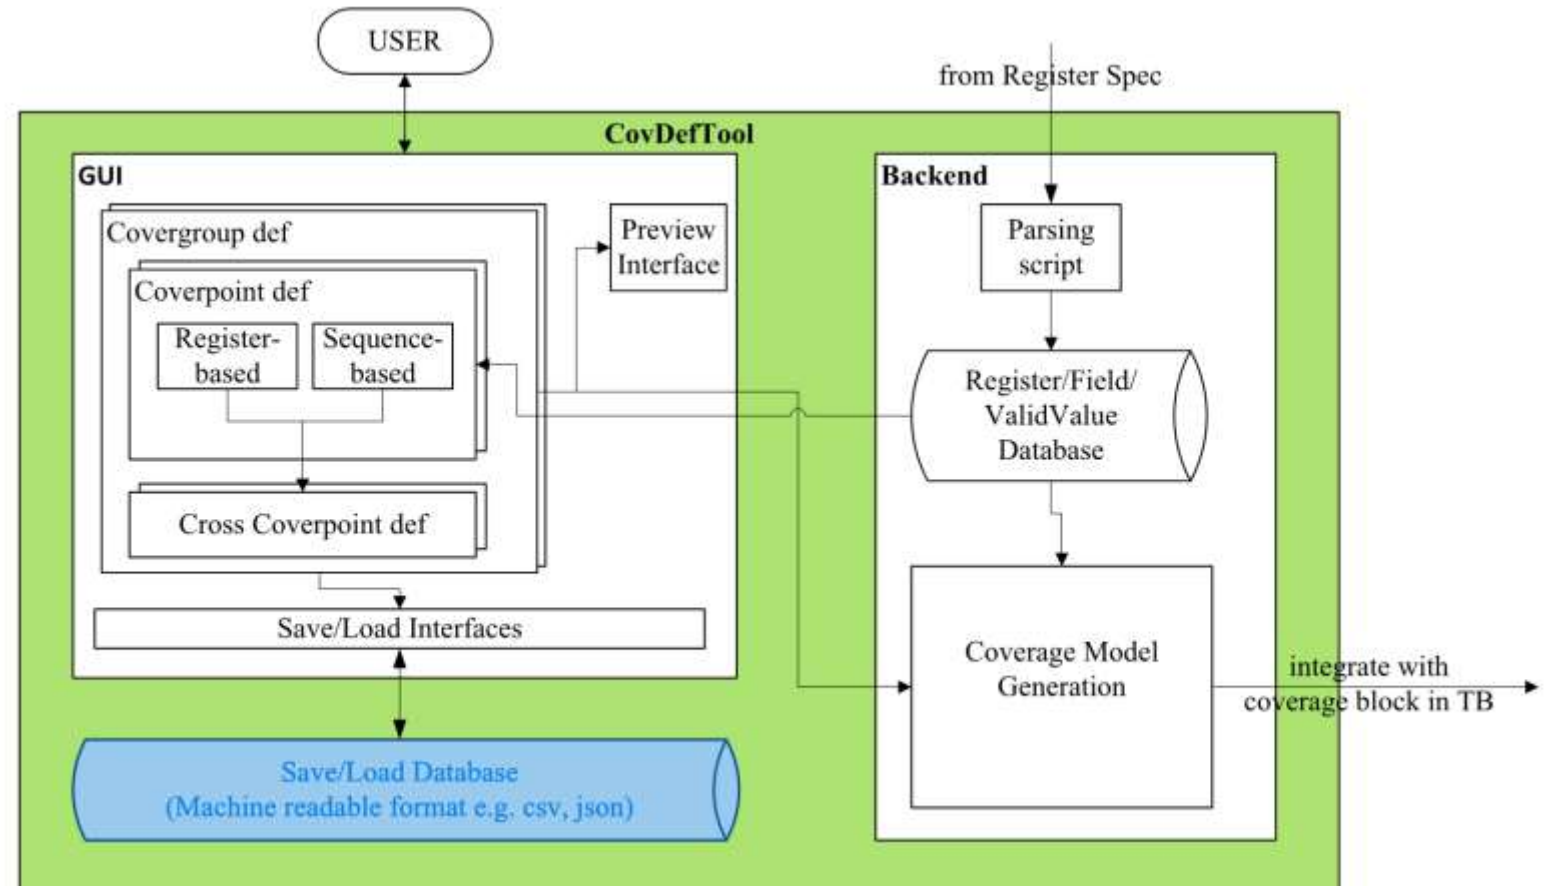 USER
from Register Spec
CovDefTool
GUI
Covergroup def
Coverpoint def
Register-
based
Sequence-
based
Cross Coverpoint def
Preview
Interface
Save/Load Interfaces
Save/Load Database
(Machine readable format e.g. csv, json)
Backend
Parsing
script
Register/Field/
ValidValue
Database
Coverage Model
Generation
integrate with
coverage block in TB